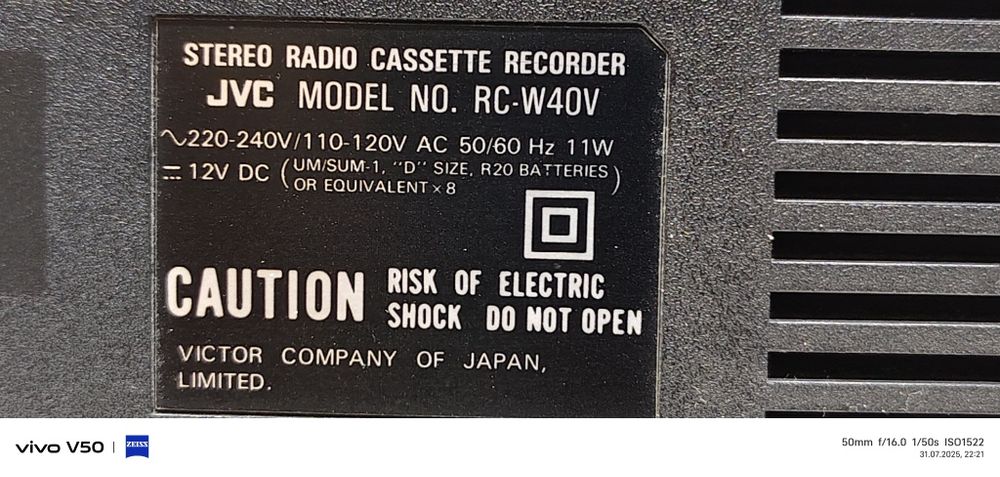 STEREO RADIO CASSETTE RECORDER
JVC MODEL NO. RC-W40V
∿220-240V/110-120V AC 50/60 Hz 11W
⎓ 12V DC (UM/SUM-1, "D" SIZE, R20 BATTERIES
OR EQUIVALENT × 8)
CAUTION RISK OF ELECTRIC
SHOCK DO NOT OPEN
VICTOR COMPANY OF JAPAN,
LIMITED.
vivo V50 | ZEISS
50mm f/16.0 1/50s ISO1522
31.07.2025, 22:21